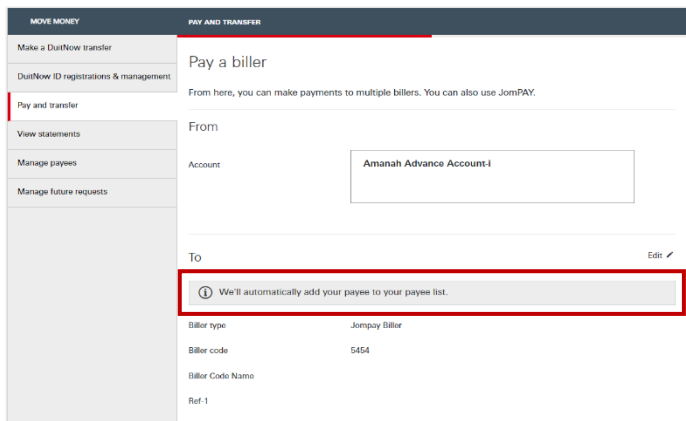 MOVE MONEY
Make a DuitNow transfer
DuitNow ID registrations & management
Pay and transfer
View statements
Manage payees
Manage future requests
PAY AND TRANSFER
Pay a biller
From here, you can make payments to multiple billers. You can also use JomPAY.
From
Account
Amanah Advance Account-i
To
Edit
We'll automatically add your payee to your payee list.
Biller type Jompay Biller
Biller code 5454
Biller Code Name
Ref-1